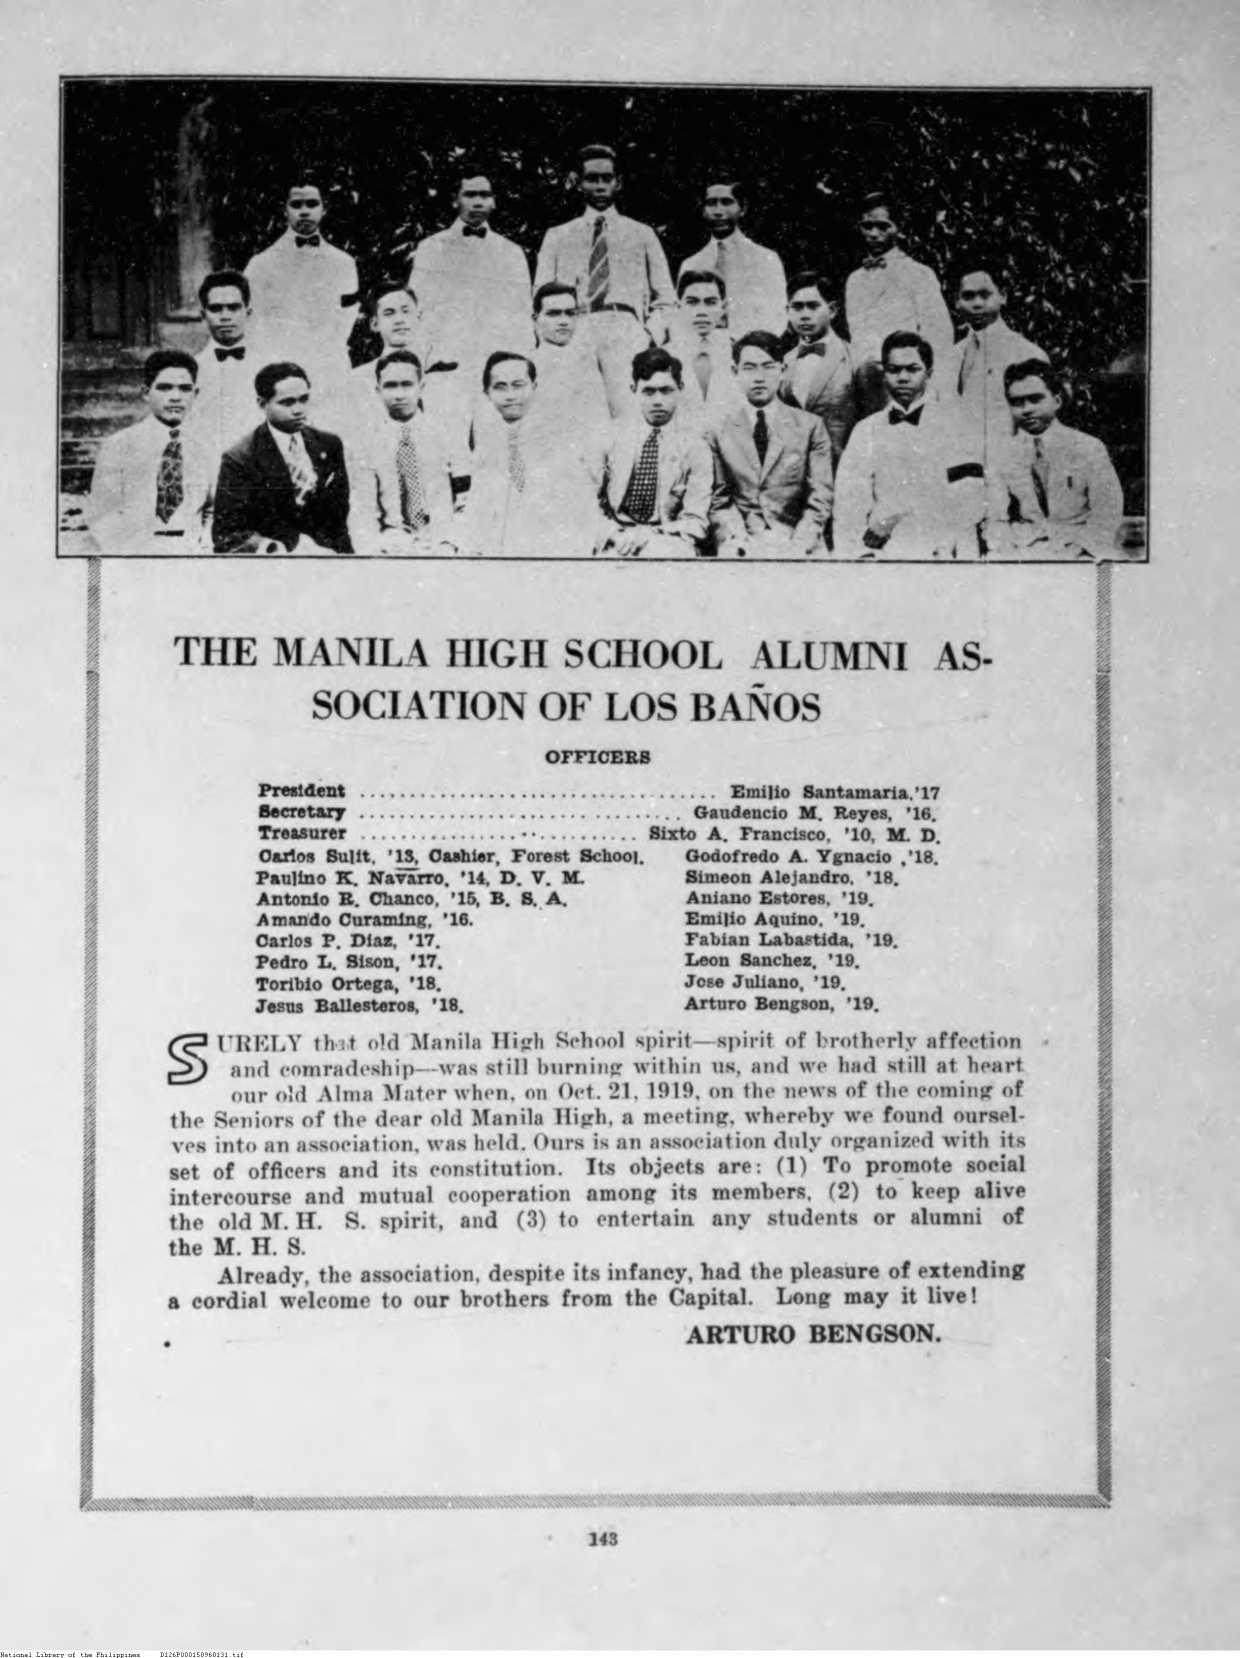 THE MANILA HIGH SCHOOL ALUMNI AS-
SOCIATION OF LOS BAÑOS
OFFICERS
President .................................... Emilio Santamaria,'17
Secretary ................................ Gaudencio M. Reyes, '16.
Treasurer ............................ Sixto A. Francisco, '10, M. D.
Carlos Sulit, '13, Cashier, Forest School. Godofredo A. Ygnacio ,'18.
Paulino K. Navarro, '14, D. V. M. Simeon Alejandro, '18.
Antonio R. Chanco, '15, B. S. A. Aniano Estores, '19.
Amando Curaming, '16. Emilio Aquino, '19.
Carlos P. Diaz, '17. Fabian Labastida, '19.
Pedro L. Sison, '17. Leon Sanchez, '19.
Toribio Ortega, '18. Jose Juliano, '19.
Jesus Ballesteros, '18. Arturo Bengson, '19.
SURELY that old Manila High School spirit—spirit of brotherly affection
and comradeship—was still burning within us, and we had still at heart
our old Alma Mater when, on Oct. 21, 1919, on the news of the coming of
the Seniors of the dear old Manila High, a meeting, whereby we found oursel-
ves into an association, was held. Ours is an association duly organized with its
set of officers and its constitution. Its objects are: (1) To promote social
intercourse and mutual cooperation among its members, (2) to keep alive
the old M. H. S. spirit, and (3) to entertain any students or alumni of
the M. H. S.
Already, the association, despite its infancy, had the pleasure of extending
a cordial welcome to our brothers from the Capital. Long may it live!
ARTURO BENGSON.
143
National Library of the Philippines D126P000150960131.tif